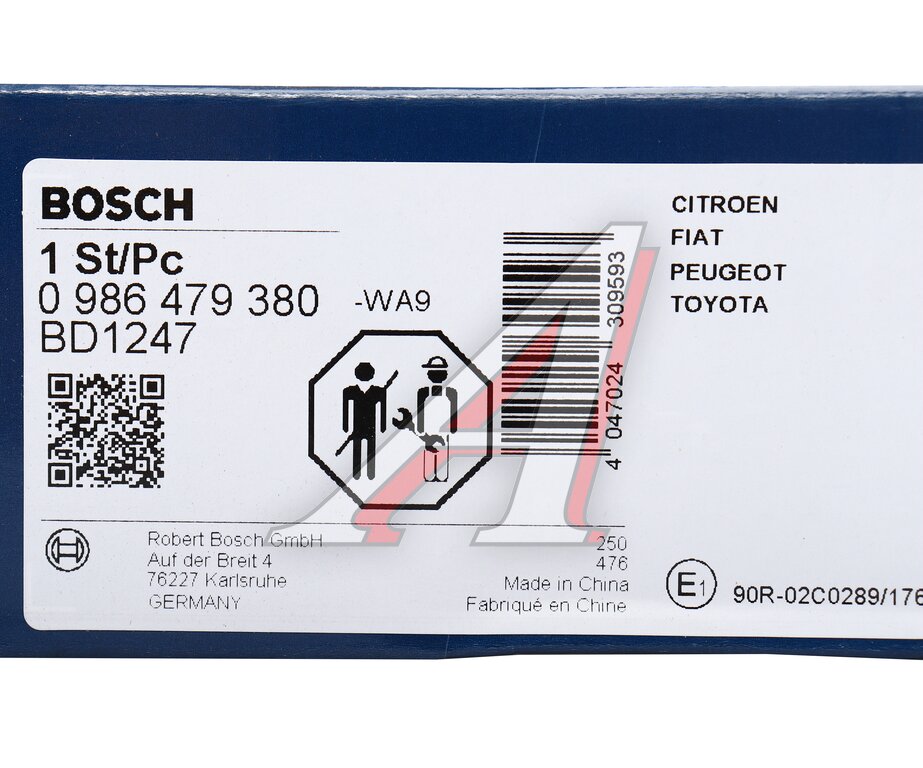 BOSCH
1 St/Pc
0 986 479 380 -WA9
BD1247
4 047024 309593
CITROEN
FIAT
PEUGEOT
TOYOTA
Robert Bosch GmbH
Auf der Breit 4
76227 Karlsruhe
GERMANY
250
476
Made in China
Fabriqué en Chine
E1
90R-02C0289/176